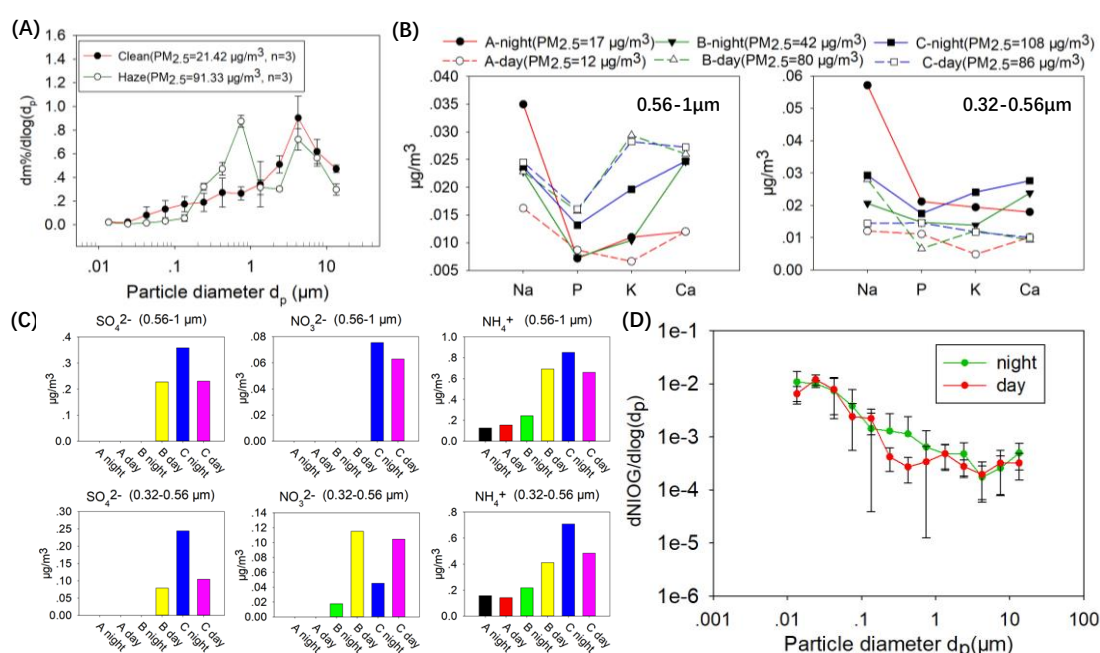 (A)
Clean(PM2.5=21.42 µg/m3, n=3)
Haze(PM2.5=91.33 µg/m3, n=3)
1.6
1.4
1.2
1.0
.8
.6
.4
.2
0.0
dm%/dlog(dp)
.01
.1
1
10
Particle diameter dp (µm)
(B)
A-night(PM2.5=17 µg/m3)
B-night(PM2.5=42 µg/m3)
C-night(PM2.5=108 µg/m3)
A-day(PM2.5=12 µg/m3)
B-day(PM2.5=80 µg/m3)
C-day(PM2.5=86 µg/m3)
.040
.035
.030
.025
.020
.015
.010
.005
µg/m3
0.56-1µm
Na P K Ca
.06
.05
.04
.03
.02
.01
0.00
µg/m3
0.32-0.56µm
Na P K Ca
(C)
SO42- (0.56-1 µm)
.4
.3
.2
.1
0.0
µg/m3
A night
A day
B night
B day
C night
C day
NO32- (0.56-1 µm)
.08
.06
.04
.02
0.00
µg/m3
A night
A day
B night
B day
C night
C day
NH4+ (0.56-1 µm)
1.0
.8
.6
.4
.2
0.0
µg/m3
A night
A day
B night
B day
C night
C day
SO42- (0.32-0.56 µm)
.25
.20
.15
.10
.05
0.00
µg/m3
A night
A day
B night
B day
C night
C day
NO32- (0.32-0.56 µm)
.14
.12
.10
.08
.06
.04
.02
0.00
µg/m3
A night
A day
B night
B day
C night
C day
NH4+ (0.32-0.56 µm)
1.0
.8
.6
.4
.2
0.0
µg/m3
A night
A day
B night
B day
C night
C day
(D)
1e-1
1e-2
1e-3
1e-4
1e-5
1e-6
dNIOG/dlog(dp)
night
day
.001
.01
.1
1
10
100
Particle diameter dp(µm)